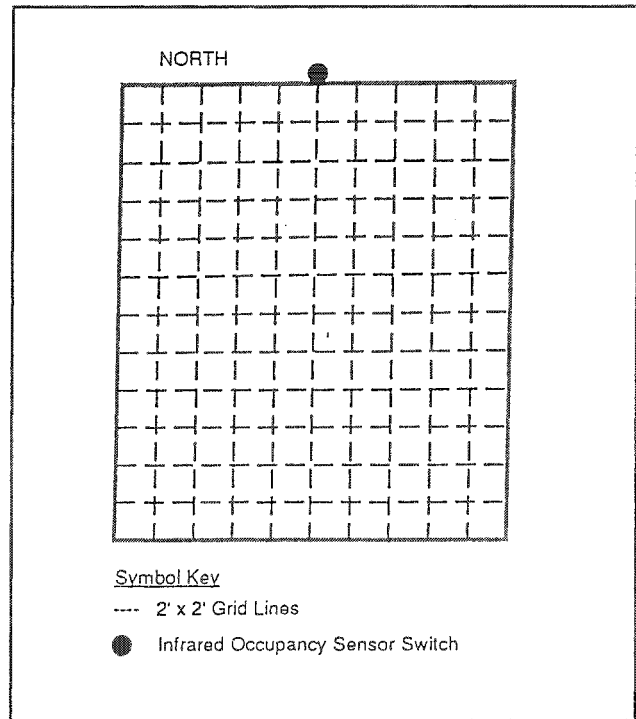 NORTH
Symbol Key
---- 2' x 2' Grid Lines
Infrared Occupancy Sensor Switch